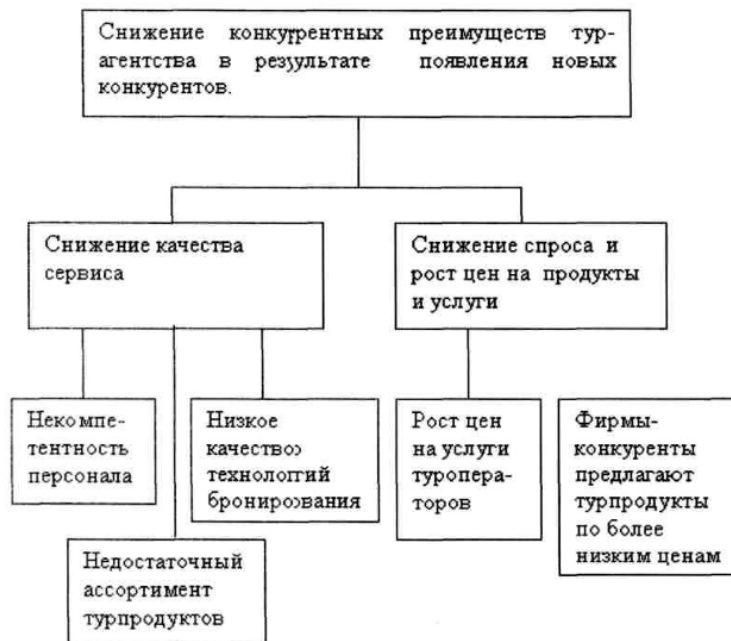 Снижение конкурентных преимуществ тур-
агентства в результате появления новых
конкурентов.
Снижение качества
сервиса
Снижение спроса и
рост цен на продукты
и услуги
Некомпе-
тентность
персонала
Низкое
качество
технологий
бронирования
Рост цен
на услуги
туропера-
торов
Фирмы-
конкуренты
предлагают
турпродукты
по более
низким ценам
Недостаточный
ассортимент
турпродуктов